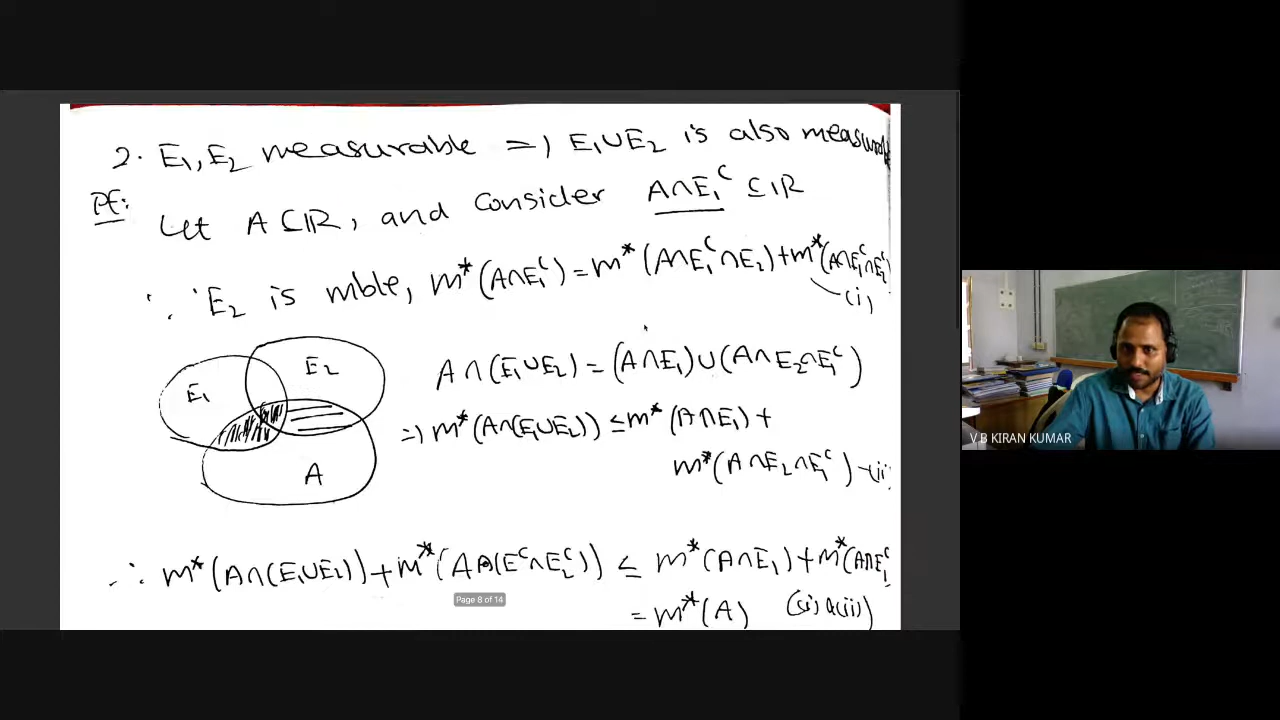 2. E₁, E₂ measurable =) E₁∪E₂ is also measurable
Pf:
Let A⊆ℝ, and consider A∩E₁ᶜ ⊆ℝ
∵ E₂ is mble, m*(A∩E₁ᶜ) = m*(A∩E₁ᶜ∩E₂) + m*(A∩E₁ᶜ∩E₂ᶜ)
(i)
E₁
E₂
A
A∩(E₁∪E₂) = (A∩E₁)∪(A∩E₂∩E₁ᶜ)
=) m*(A∩(E₁∪E₂)) ≤ m*(A∩E₁) +
m*(A∩E₂∩E₁ᶜ) -(ii)
∴ m*(A∩(E₁∪E₂)) + m*(A∩(Eᶜ∩E₂ᶜ)) ≤ m*(A∩E₁) + m*(A∩E₁ᶜ
= m*(A) (i) & (ii)
Page 8 of 14
V B KIRAN KUMAR